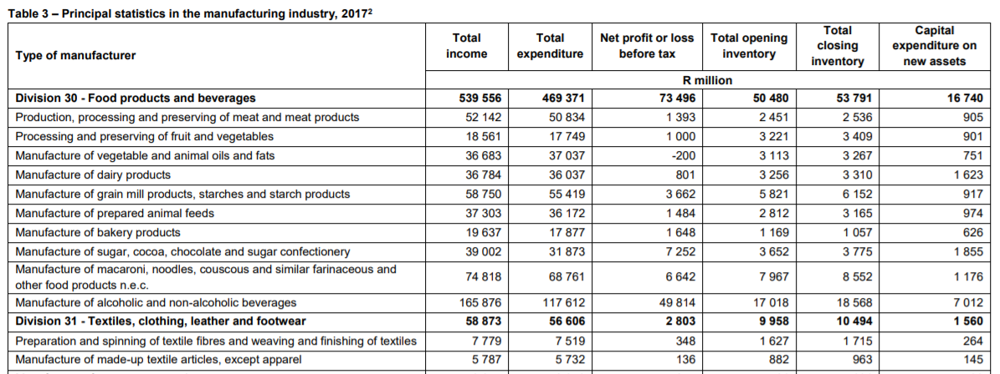 Table 3 – Principal statistics in the manufacturing industry, 2017²
Type of manufacturer | Total income | Total expenditure | Net profit or loss before tax | Total opening inventory | Total closing inventory | Capital expenditure on new assets
R million
Division 30 - Food products and beverages | 539 556 | 469 371 | 73 496 | 50 480 | 53 791 | 16 740
Production, processing and preserving of meat and meat products | 52 142 | 50 834 | 1 393 | 2 451 | 2 536 | 905
Processing and preserving of fruit and vegetables | 18 561 | 17 749 | 1 000 | 3 221 | 3 409 | 901
Manufacture of vegetable and animal oils and fats | 36 683 | 37 037 | -200 | 3 113 | 3 267 | 751
Manufacture of dairy products | 36 784 | 36 037 | 801 | 3 256 | 3 310 | 1 623
Manufacture of grain mill products, starches and starch products | 58 750 | 55 419 | 3 662 | 5 821 | 6 152 | 917
Manufacture of prepared animal feeds | 37 303 | 36 172 | 1 484 | 2 812 | 3 165 | 974
Manufacture of bakery products | 19 637 | 17 877 | 1 648 | 1 169 | 1 057 | 626
Manufacture of sugar, cocoa, chocolate and sugar confectionery | 39 002 | 31 873 | 7 252 | 3 652 | 3 775 | 1 855
Manufacture of macaroni, noodles, couscous and similar farinaceous and
other food products n.e.c. | 74 818 | 68 761 | 6 642 | 7 967 | 8 552 | 1 176
Manufacture of alcoholic and non-alcoholic beverages | 165 876 | 117 612 | 49 814 | 17 018 | 18 568 | 7 012
Division 31 - Textiles, clothing, leather and footwear | 58 873 | 56 606 | 2 803 | 9 958 | 10 494 | 1 560
Preparation and spinning of textile fibres and weaving and finishing of textiles | 7 779 | 7 519 | 348 | 1 627 | 1 715 | 264
Manufacture of made-up textile articles, except apparel | 5 787 | 5 732 | 136 | 882 | 963 | 145